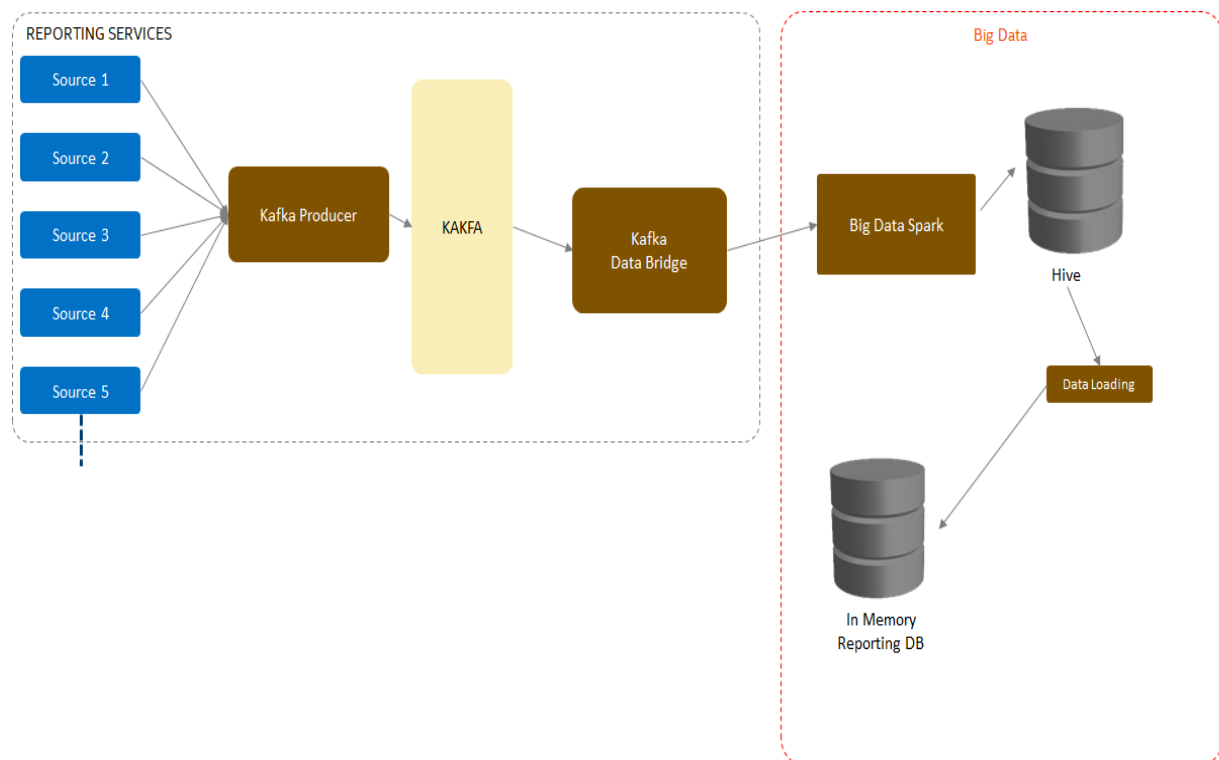 REPORTING SERVICES
Source 1
Source 2
Source 3
Source 4
Source 5
Kafka Producer
KAKFA
Kafka
Data Bridge
Big Data
Big Data Spark
Hive
Data Loading
In Memory
Reporting DB